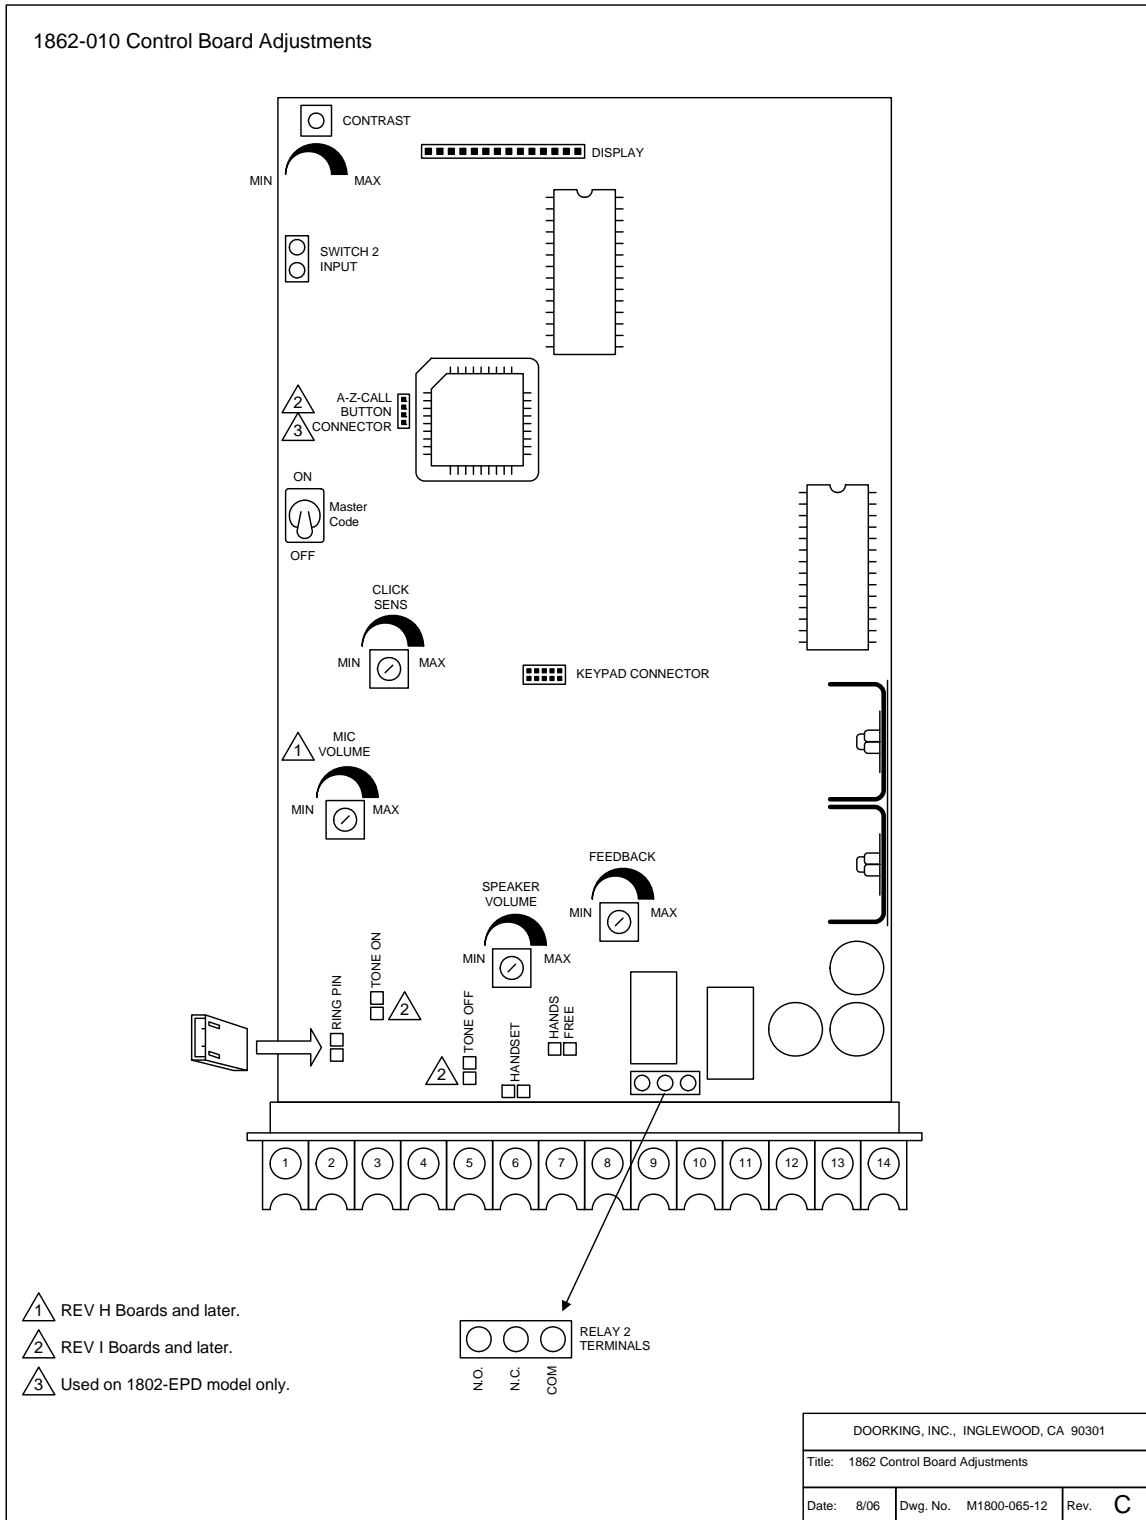 1862-010 Control Board Adjustments
CONTRAST
DISPLAY
MIN
MAX
SWITCH 2
INPUT
2
3
A-Z-CALL
BUTTON
CONNECTOR
ON
Master
Code
OFF
CLICK
SENS
MIN
MAX
KEYPAD CONNECTOR
1
MIC
VOLUME
MIN
MAX
FEEDBACK
MIN
MAX
SPEAKER
VOLUME
MIN
MAX
RING PIN
TONE ON
2
TONE OFF
2
HANDSET
HANDS
FREE
1 2 3 4 5 6 7 8 9 10 11 12 13 14
1 REV H Boards and later.
2 REV I Boards and later.
3 Used on 1802-EPD model only.
RELAY 2
TERMINALS
N.O.
N.C.
COM
DOORKING, INC., INGLEWOOD, CA 90301
Title: 1862 Control Board Adjustments
Date: 8/06 Dwg. No. M1800-065-12 Rev. C